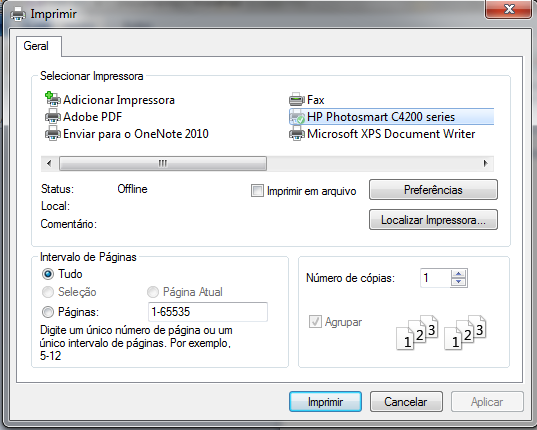 Imprimir
Geral
Selecionar Impressora
Adicionar Impressora
Fax
Adobe PDF
HP Photosmart C4200 series
Enviar para o OneNote 2010
Microsoft XPS Document Writer
Status: Offline
Imprimir em arquivo
Preferências
Local:
Comentário:
Localizar Impressora...
Intervalo de Páginas
Tudo
Seleção
Página Atual
Páginas: 1-65535
Digite um único número de página ou um
único intervalo de páginas. Por exemplo,
5-12
Número de cópias: 1
Agrupar
1 2 3 1 2 3
Imprimir
Cancelar
Aplicar